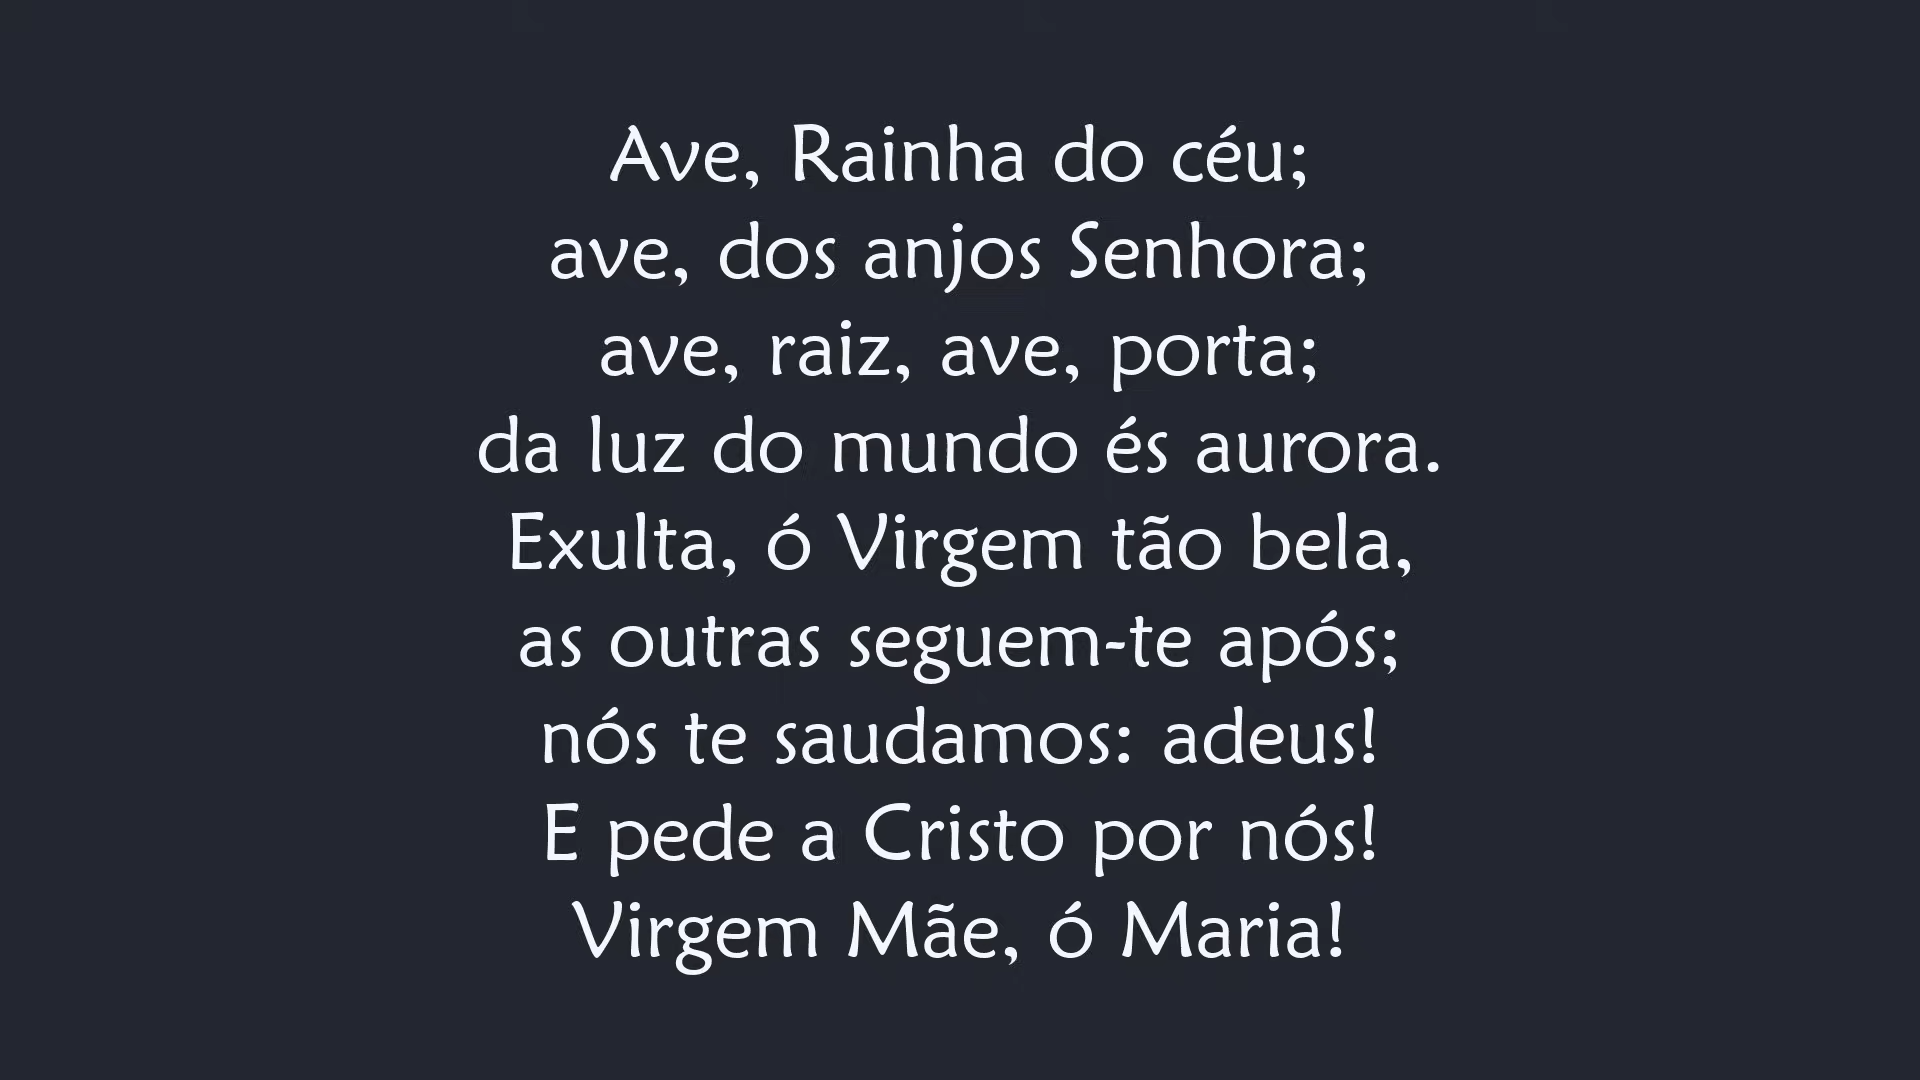 Ave, Rainha do céu;
ave, dos anjos Senhora;
ave, raiz, ave, porta;
da luz do mundo és aurora.
Exulta, ó Virgem tão bela,
as outras seguem-te após;
nós te saudamos: adeus!
E pede a Cristo por nós!
Virgem Mãe, ó Maria!